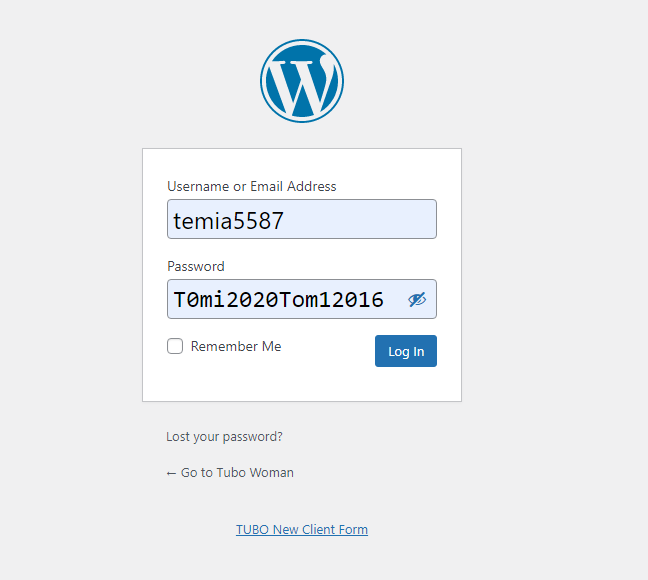 Username or Email Address
temia5587
Password
T0mi2020Tom12016
Remember Me
Log In
Lost your password?
← Go to Tubo Woman
TUBO New Client Form